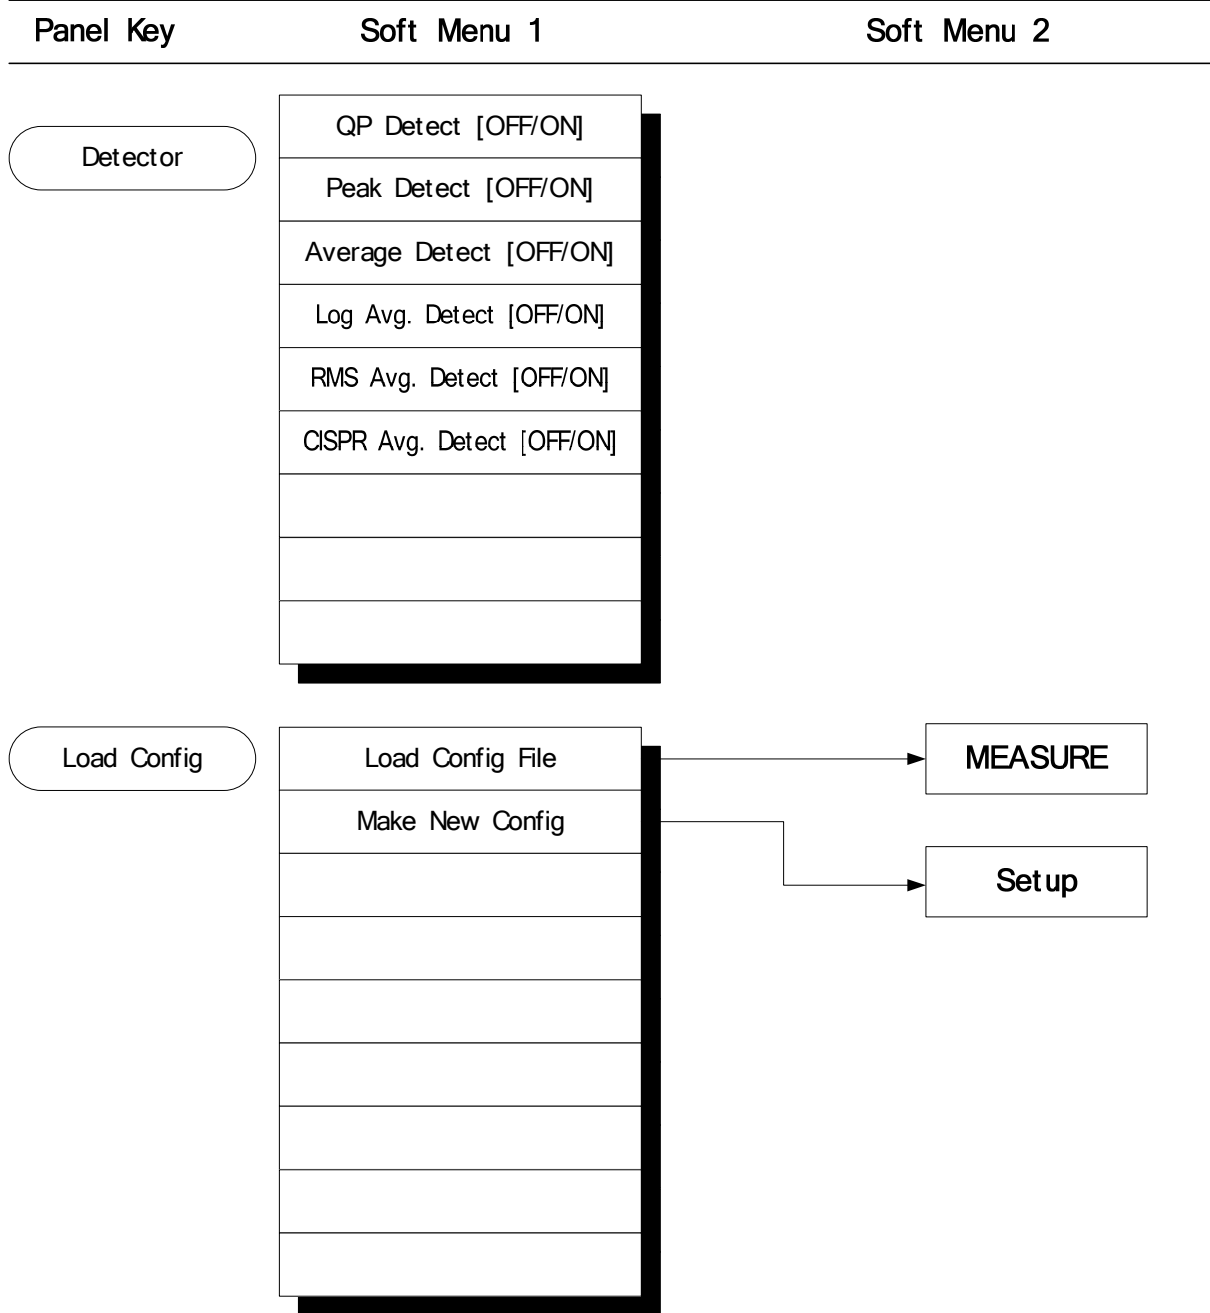 Panel Key Soft Menu 1 Soft Menu 2
Detector
QP Detect [OFF/ON]
Peak Detect [OFF/ON]
Average Detect [OFF/ON]
Log Avg. Detect [OFF/ON]
RMS Avg. Detect [OFF/ON]
CISPR Avg. Detect [OFF/ON]
Load Config
Load Config File
Make New Config
MEASURE
Setup